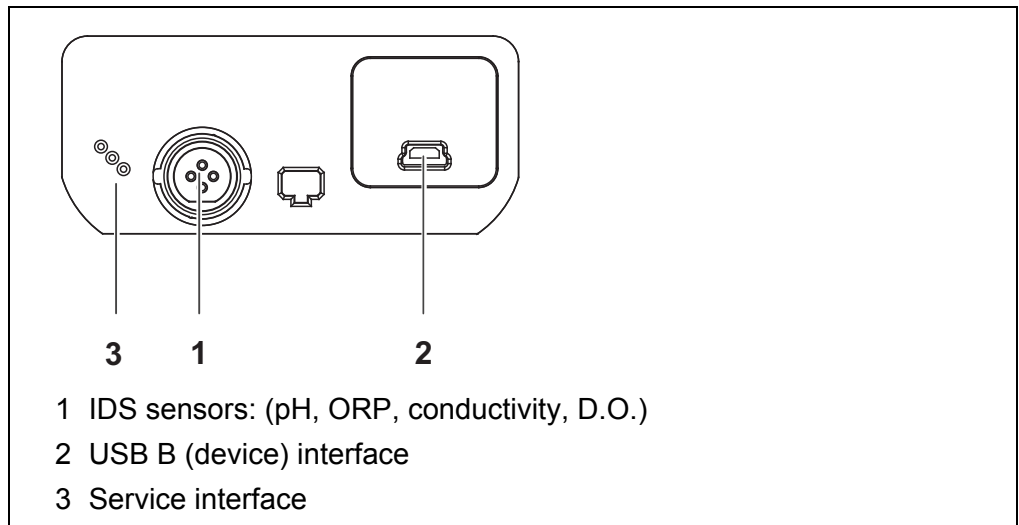 3 1 2
1 IDS sensors: (pH, ORP, conductivity, D.O.)
2 USB B (device) interface
3 Service interface